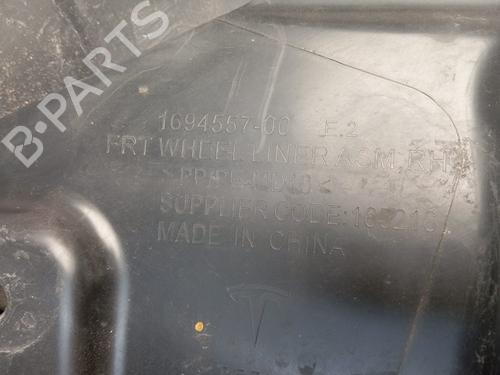 B-PARTS
1694557-00 E.2
FRT WHEEL LINER ASM, RH
SUPPLIER CODE:
MADE IN CHINA